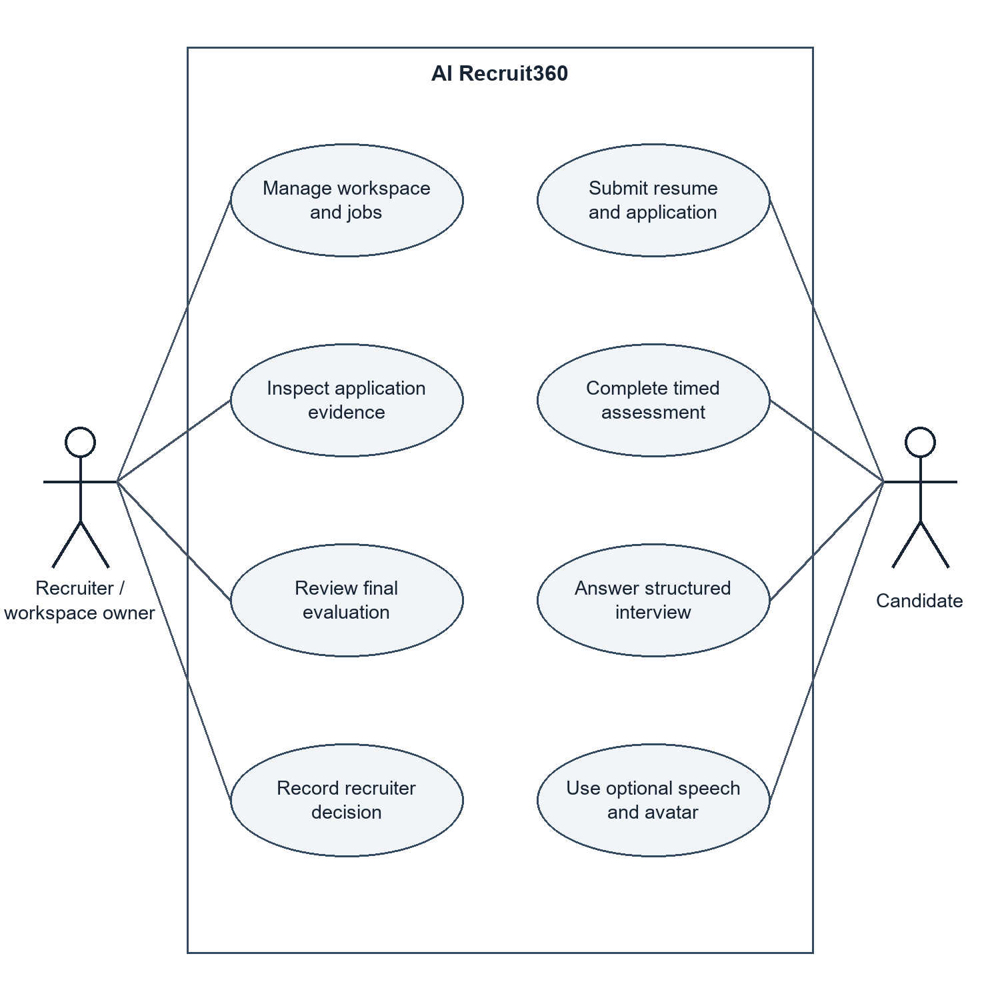 AI Recruit360
Manage workspace
and jobs
Submit resume
and application
Inspect application
evidence
Complete timed
assessment
Recruiter /
workspace owner
Review final
evaluation
Answer structured
interview
Candidate
Record recruiter
decision
Use optional speech
and avatar